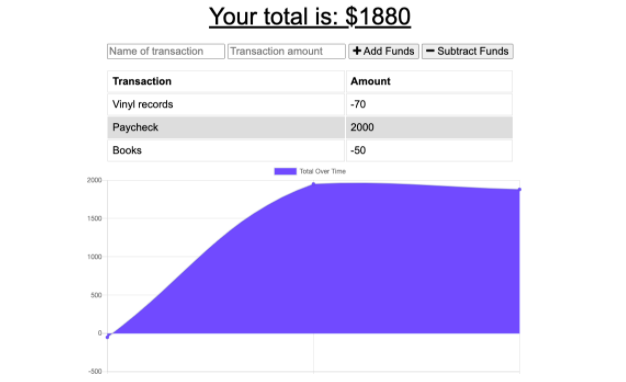 Your total is: $1880
Name of transaction Transaction amount Add Funds Subtract Funds
Transaction Amount
Vinyl records -70
Paycheck 2000
Books -50
Total Over Time
2000
1500
1000
500
0
-500